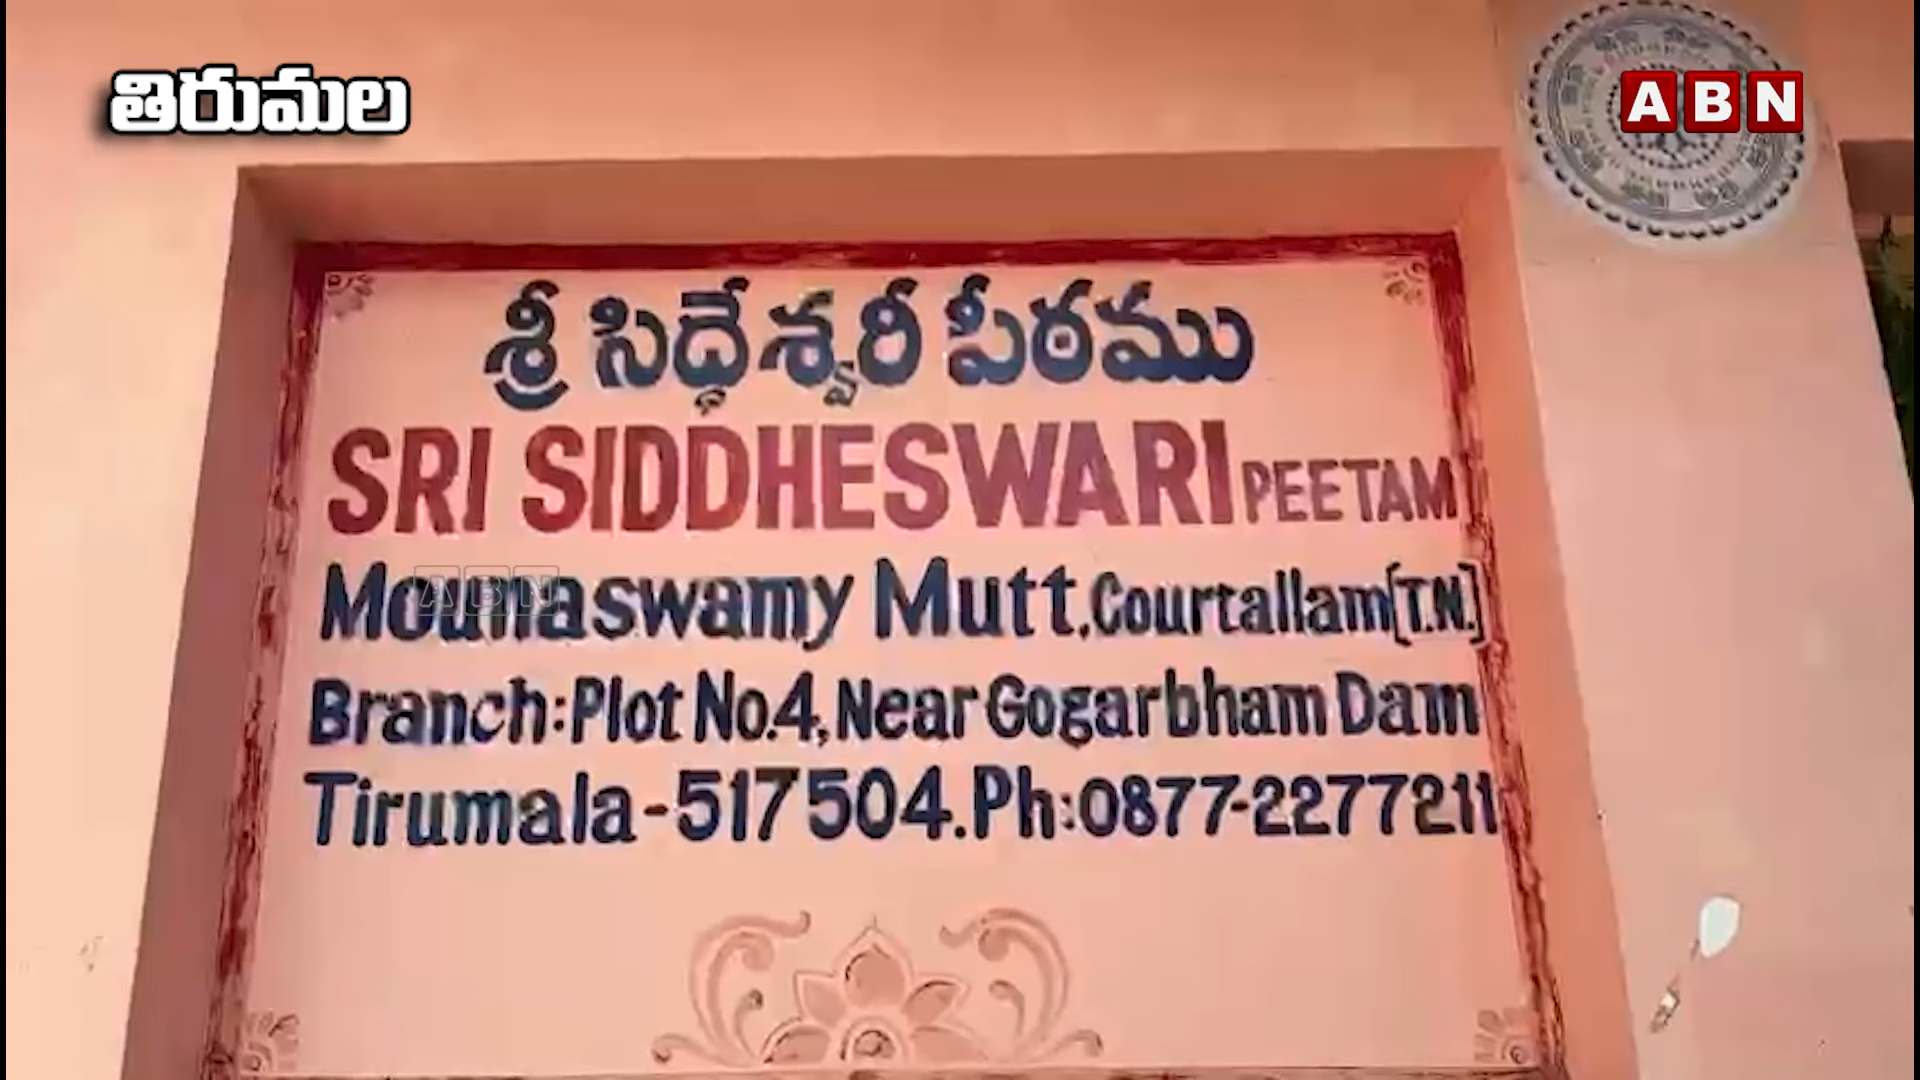 తిరుమల
ABN
శ్రీ సిద్ధేశ్వరీ పీఠము
SRI SIDDHESWARI PEETAM
Mounaswamy Mutt, Courtallam [T.N.]
ABN
Branch: Plot No.4, Near Gogarbham Dam
Tirumala-517504. Ph: 0877-2277211